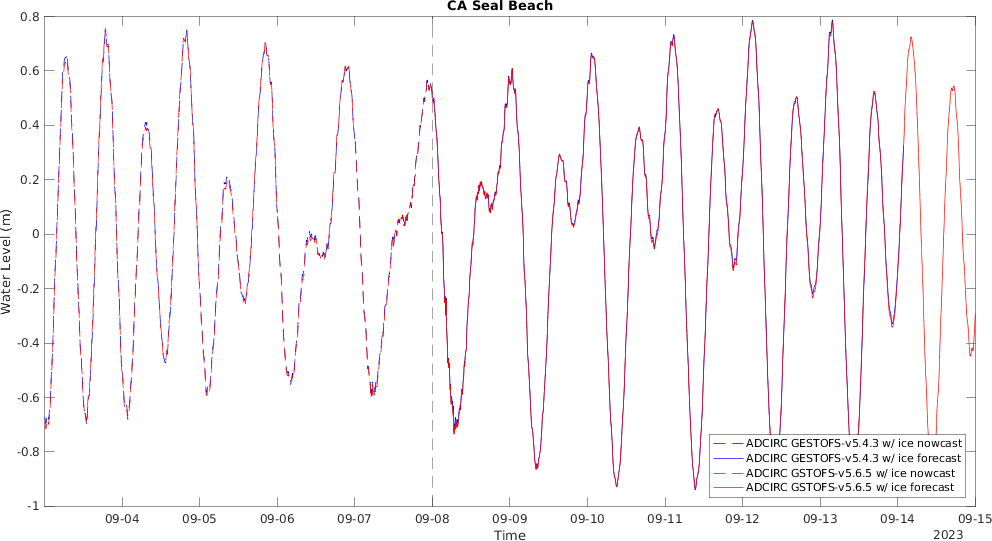 CA Seal Beach
0.8
0.6
0.4
0.2
0
-0.2
-0.4
-0.6
-0.8
-1
Water Level (m)
ADCIRC GESTOFS-v5.4.3 w/ ice nowcast
ADCIRC GESTOFS-v5.4.3 w/ ice forecast
ADCIRC GSTOFS-v5.6.5 w/ ice nowcast
ADCIRC GSTOFS-v5.6.5 w/ ice forecast
09-04 09-05 09-06 09-07 09-08 09-09 09-10 09-11 09-12 09-13 09-14 09-15
Time
2023